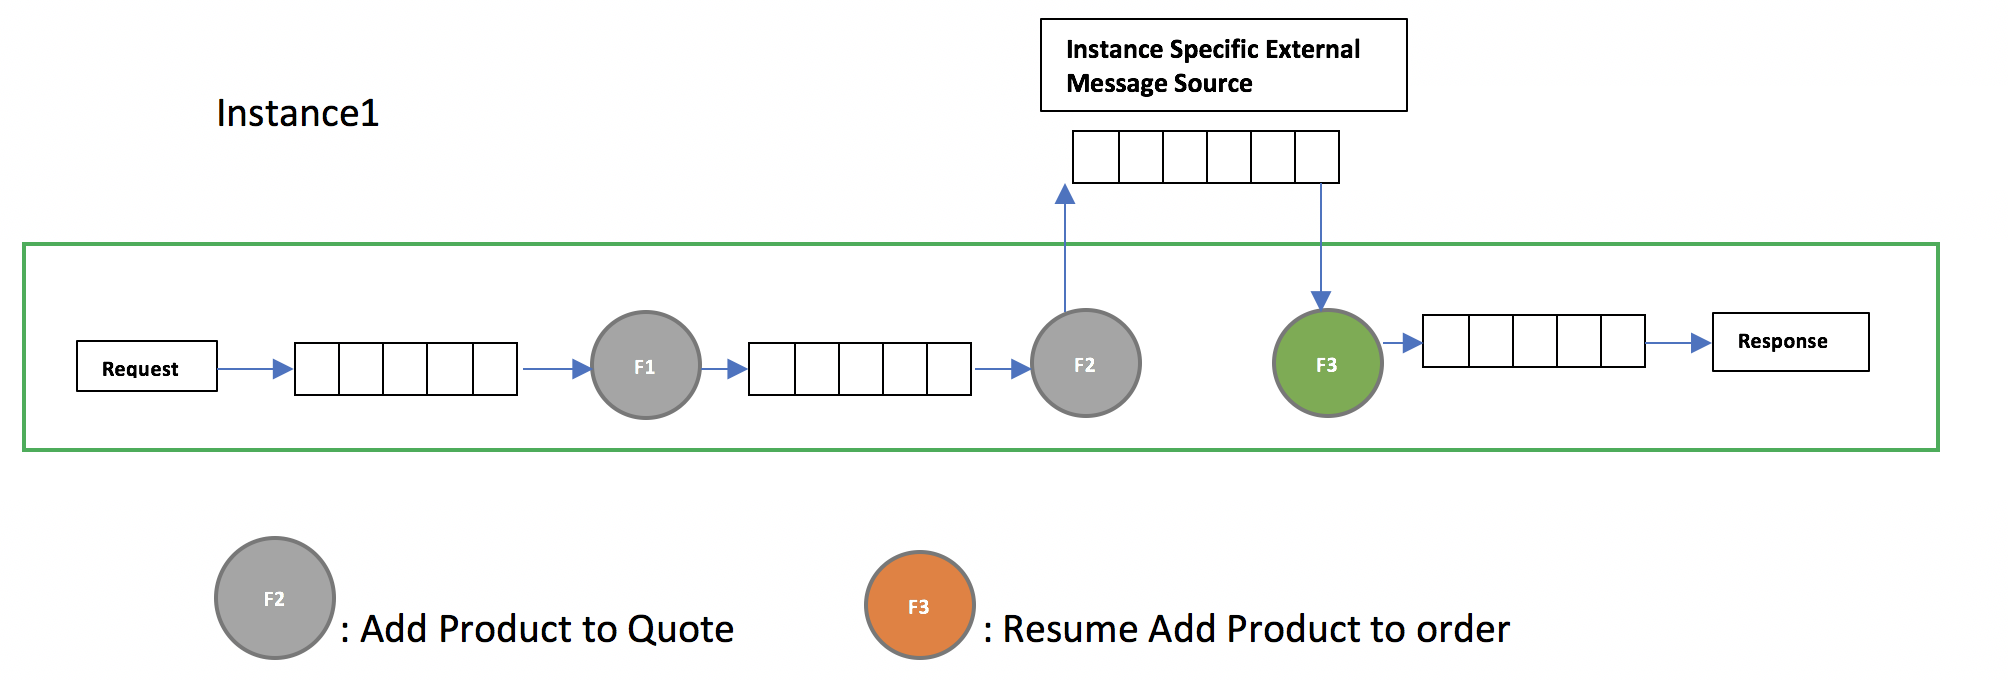 Instance Specific External
Message Source
Instance1
Request
F1
F2
F3
Response
F2
: Add Product to Quote
F3
: Resume Add Product to order